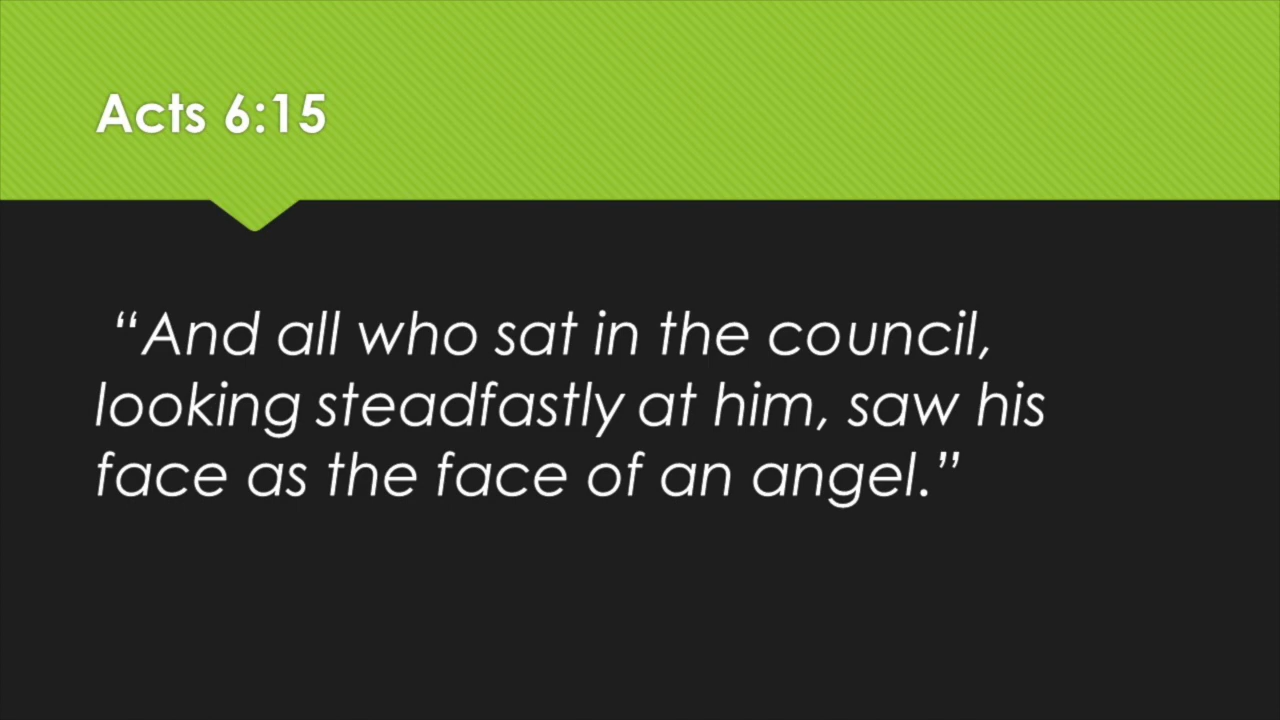 Acts 6:15
“And all who sat in the council,
looking steadfastly at him, saw his
face as the face of an angel.”